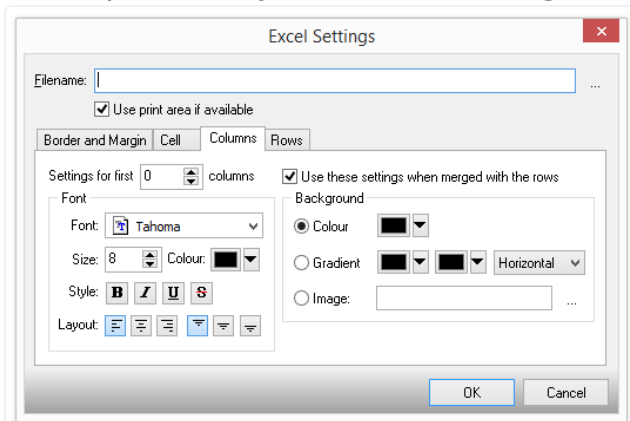 Excel Settings
Filename:
...
Use print area if available
Border and Margin Cell Columns Rows
Settings for first 0 columns
Use these settings when merged with the rows
Font
Background
Font: Tahoma
Colour
Size: 8 Colour:
Gradient Horizontal
Style: B I U S
Image: ...
Layout:
OK Cancel